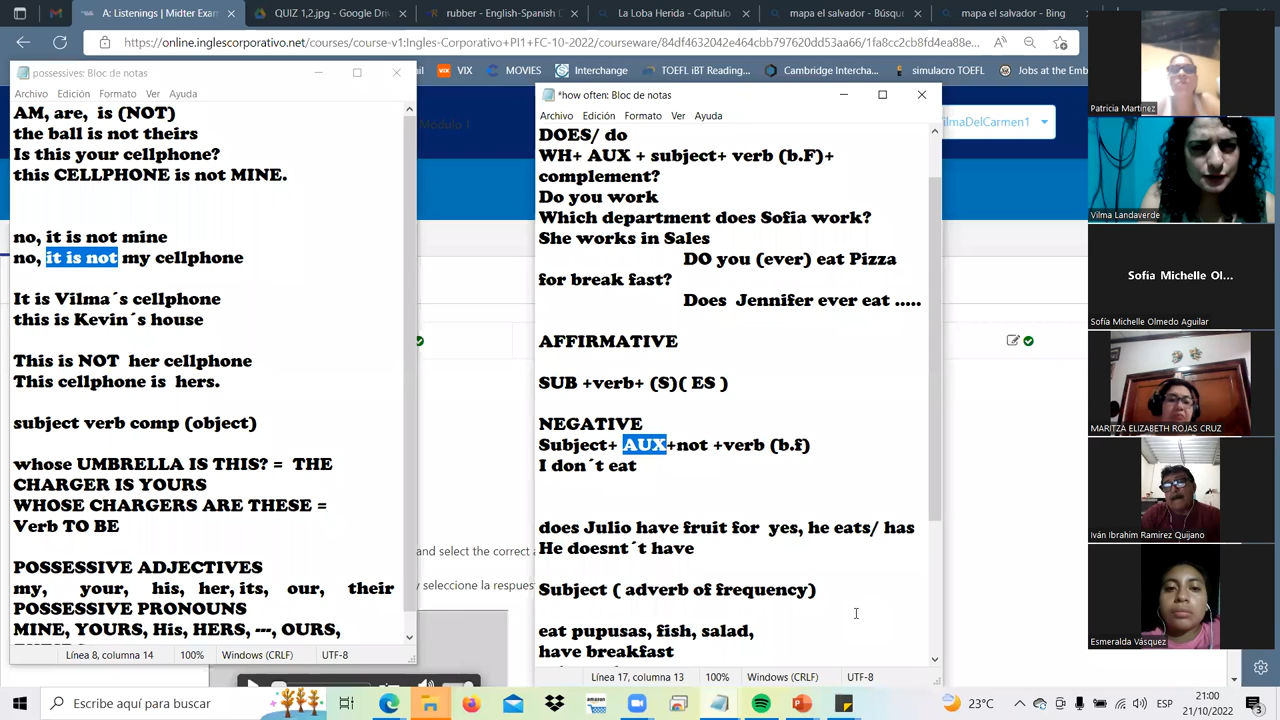 Microsoft Tea
A1 Exercise:
QUIZ 1,2.jpg - Google Dri
rubber - English-Spanish D
La Loba Herida - Capítulo
mapa el salvador - Búsqu
mapa el salvador - Bing
https://online.inglescorporativo.net/courses/course-v1:Ingles-Corporativo+PI1+FC-10-2022/courseware/84df4632042e464cbb797620dd53aa66/1fa8cc2cb8fd4ea88e...
VIX
VIX
MOVIES
Interchange
TOEFL iBT Reading...
Cambridge Interchan...
simulacro TOEFL
Jobs at the Emb
possessives: Bloc de notas
Archivo Edición Formato Ver Ayuda
AM, are, is (NOT)
the ball is not theirs
Is this your cellphone?
this CELLPHONE is not MINE.
no, it is not mine
no, it is not my cellphone
It is Vilma´s cellphone
this is Kevin´s house
This is NOT her cellphone
This cellphone is hers.
subject verb comp (object)
whose UMBRELLA IS THIS? = THE
CHARGER IS YOURS
WHOSE CHARGERS ARE THESE =
Verb TO BE
POSSESSIVE ADJECTIVES
my, your, his, her, its, our, their
POSSESSIVE PRONOUNS
MINE, YOURS, His, HERS, ---, OURS,
Línea 8, columna 14 100% Windows (CRLF) UTF-8
Módulo 1
ilmaDelCarmen1
*how often: Bloc de notas
Archivo Edición Formato Ver Ayuda
DOES/ do
WH+ AUX + subject+ verb (b.F)+
complement?
Do you work
Which department does Sofia work?
She works in Sales
DO you (ever) eat Pizza
for break fast?
Does Jennifer ever eat .....
AFFIRMATIVE
SUB +verb+ (S)( ES )
NEGATIVE
Subject+ AUX+not +verb (b.f)
I don´t eat
does Julio have fruit for yes, he eats/ has
He doesnt´t have
Subject ( adverb of frequency)
eat pupusas, fish, salad,
have breakfast
Línea 17, columna 13 100% Windows (CRLF) UTF-8
and select the correct a
y seleccione la respues
Patricia Martinez
Vilma Landaverde
Sofía Michelle Ol...
Sofía Michelle Olmedo Aguilar
MARITZA ELIZABETH ROJAS CRUZ
Iván Ibrahim Ramirez Quijano
Esmeralda Vásquez
Escribe aquí para buscar
amazon
23°C
ESP
21:00
21/10/2022
3